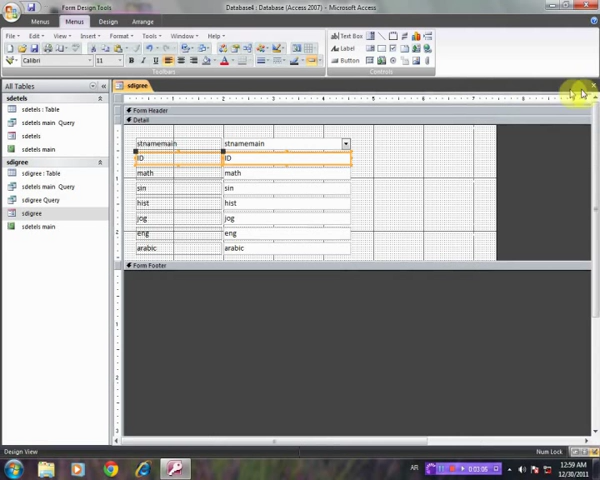 Form Design Tools
Database4 : Database (Access 2007) - Microsoft Access
Menus Menus Design Arrange
File Edit View Insert Format Tools Window Help
Calibri 11
Text Box
Label
Button
Toolbars
Controls
All Tables
sdigree
sdetels
sdetels : Table
sdetels main Query
sdetels
sdetels main
sdigree
sdigree : Table
sdetels main Query
sdigree Query
sdigree
sdetels main
Form Header
Detail
stnamemain stnamemain
ID ID
math math
sin sin
hist hist
jog jog
eng eng
arabic arabic
Form Footer
Design View
Num Lock
AR
12:59 AM
12/30/2011